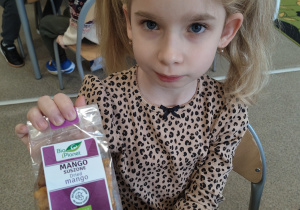 Bio
Planet
MANGO
SUSZONE
Dried
mango